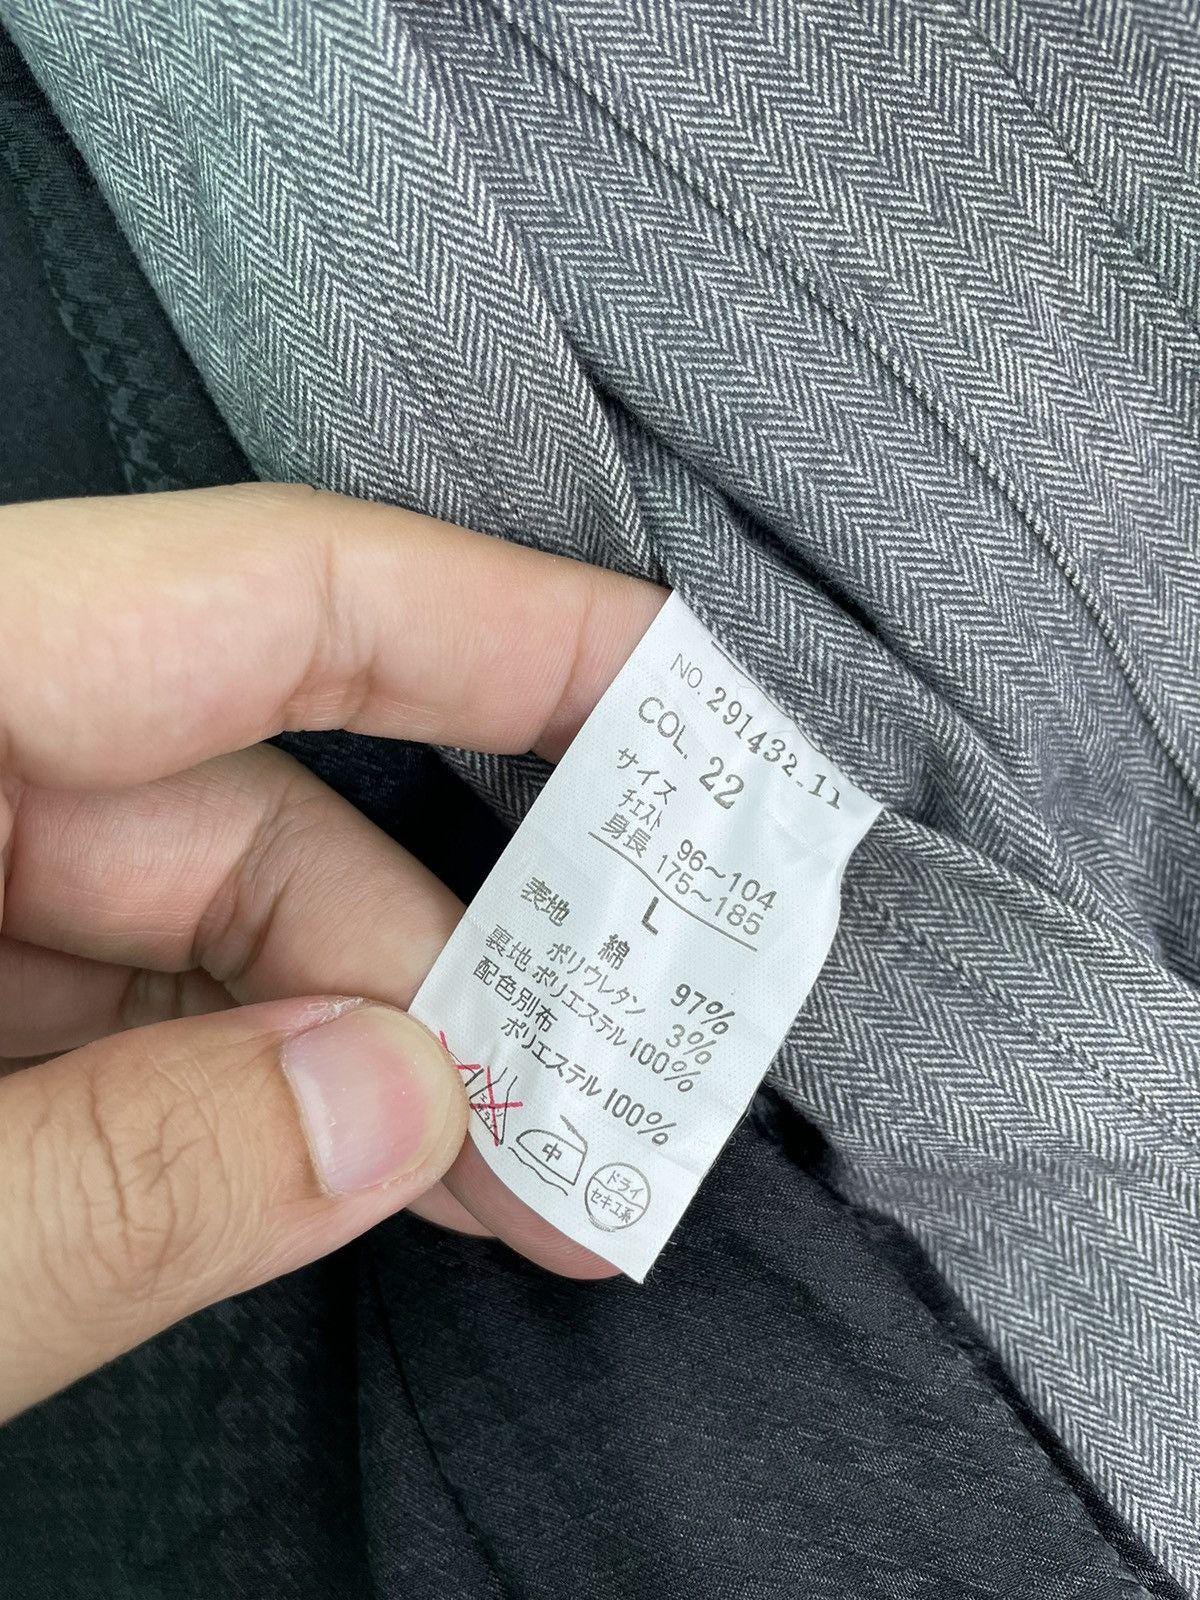 NO. 291432.11
COL. 22
サイズ
チェスト 96~104
身長 175~185
L
表地 綿 97%
ポリウレタン 3%
裏地 ポリエステル 100%
配色別布
ポリエステル 100%
中
ドライ
セキユ系